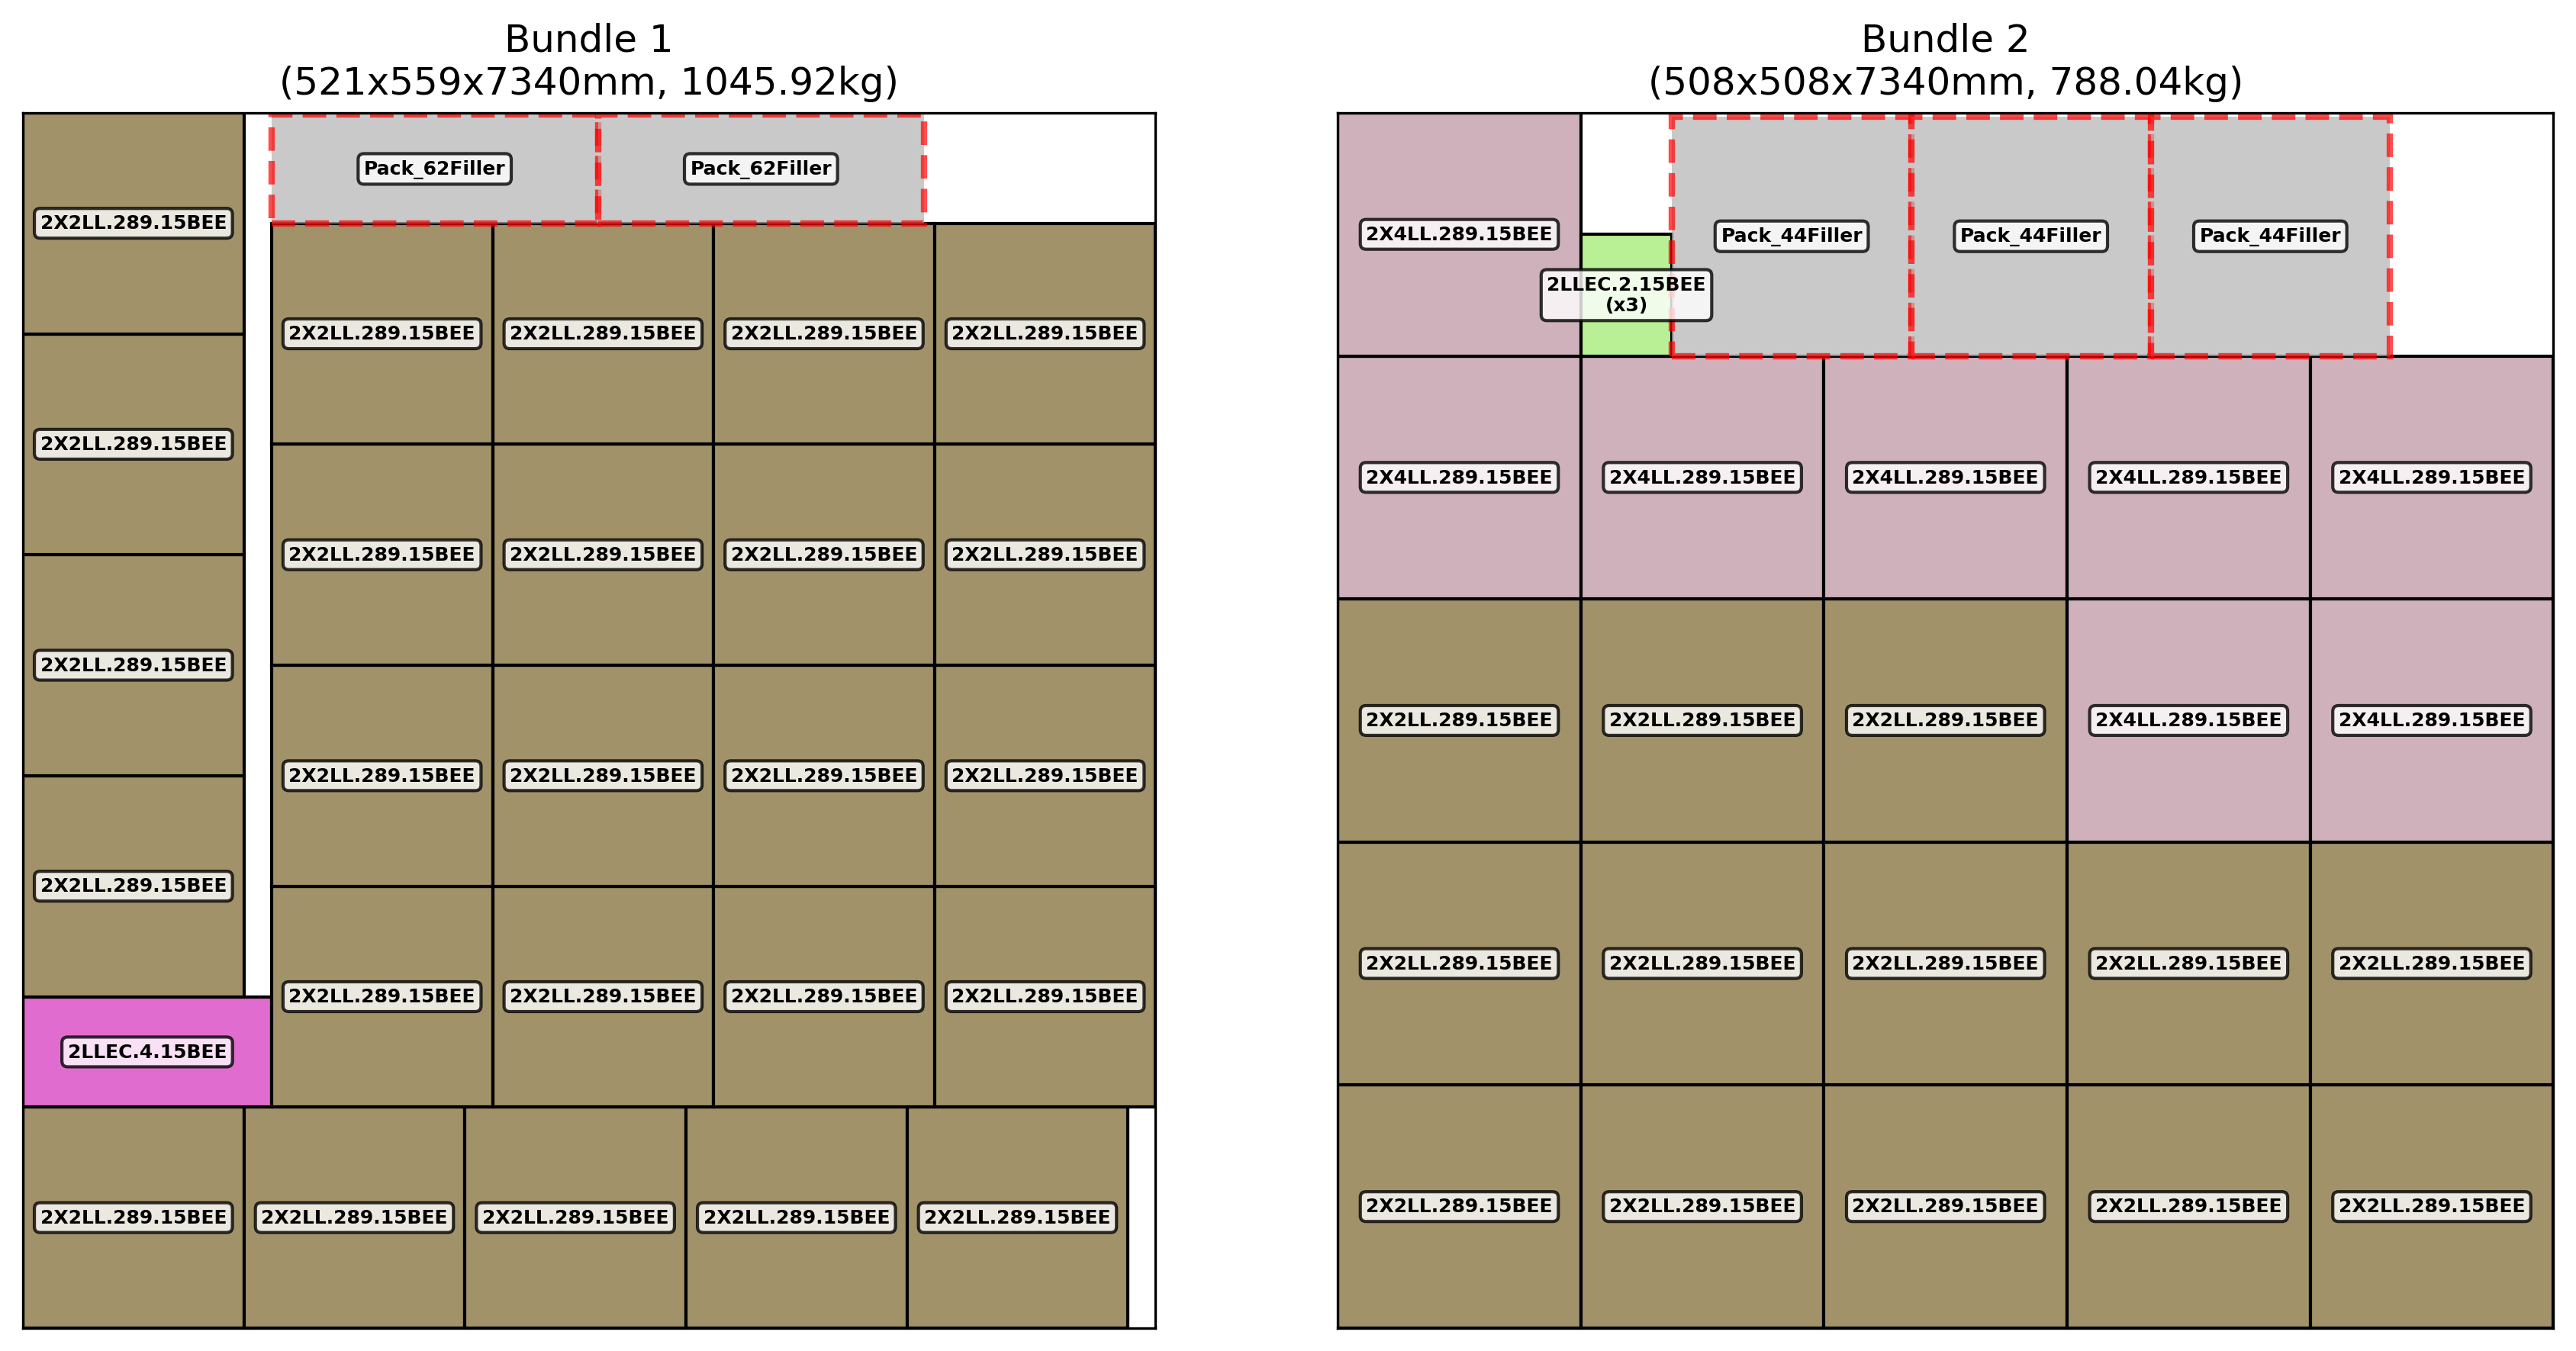 Bundle 1
(521x559x7340mm, 1045.92kg)
Pack_62Filler Pack_62Filler
2X2LL.289.15BEE
2X2LL.289.15BEE 2X2LL.289.15BEE 2X2LL.289.15BEE 2X2LL.289.15BEE
2X2LL.289.15BEE
2X2LL.289.15BEE 2X2LL.289.15BEE 2X2LL.289.15BEE 2X2LL.289.15BEE
2X2LL.289.15BEE
2X2LL.289.15BEE 2X2LL.289.15BEE 2X2LL.289.15BEE 2X2LL.289.15BEE
2X2LL.289.15BEE
2X2LL.289.15BEE 2X2LL.289.15BEE 2X2LL.289.15BEE 2X2LL.289.15BEE
2LLEC.4.15BEE
2X2LL.289.15BEE 2X2LL.289.15BEE 2X2LL.289.15BEE 2X2LL.289.15BEE 2X2LL.289.15BEE
Bundle 2
(508x508x7340mm, 788.04kg)
2X4LL.289.15BEE Pack_44Filler Pack_44Filler Pack_44Filler
2LLEC.2.15BEE
(x3)
2X4LL.289.15BEE 2X4LL.289.15BEE 2X4LL.289.15BEE 2X4LL.289.15BEE 2X4LL.289.15BEE
2X2LL.289.15BEE 2X2LL.289.15BEE 2X2LL.289.15BEE 2X4LL.289.15BEE 2X4LL.289.15BEE
2X2LL.289.15BEE 2X2LL.289.15BEE 2X2LL.289.15BEE 2X2LL.289.15BEE 2X2LL.289.15BEE
2X2LL.289.15BEE 2X2LL.289.15BEE 2X2LL.289.15BEE 2X2LL.289.15BEE 2X2LL.289.15BEE